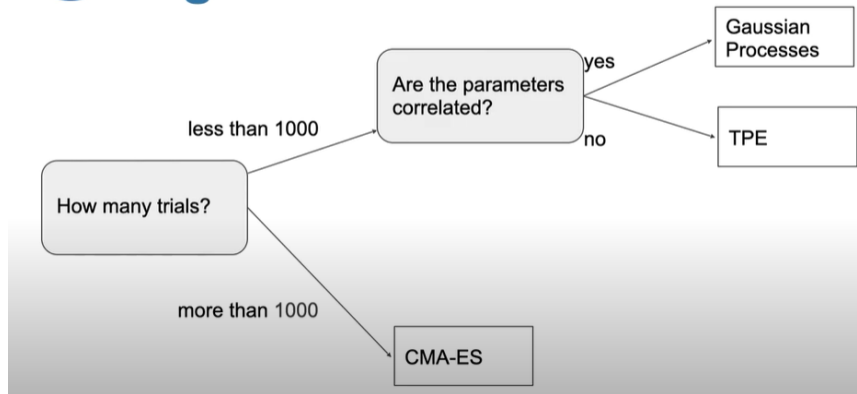 Gaussian
Processes
yes
Are the parameters
correlated?
less than 1000
no
TPE
How many trials?
more than 1000
CMA-ES